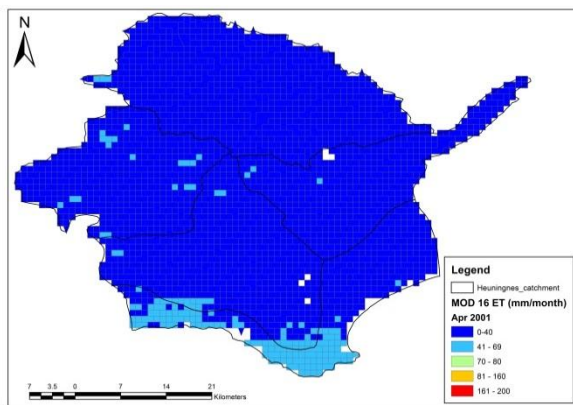 N
Legend
Heuningnes_catchment
MOD 16 ET (mm/month)
Apr 2001
0-40
41 - 69
70 - 80
81 - 160
161 - 200
7 3.5 0 7 14 21
Kilometers